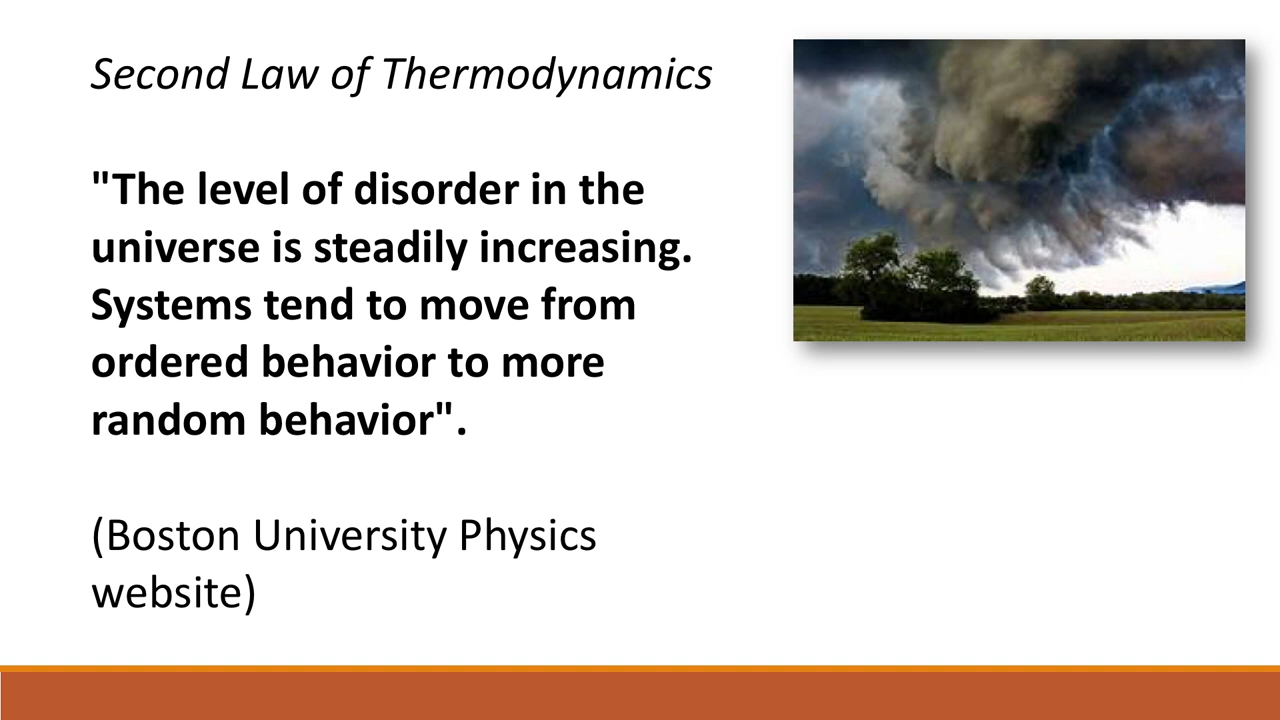 Second Law of Thermodynamics
"The level of disorder in the
universe is steadily increasing.
Systems tend to move from
ordered behavior to more
random behavior".
(Boston University Physics
website)